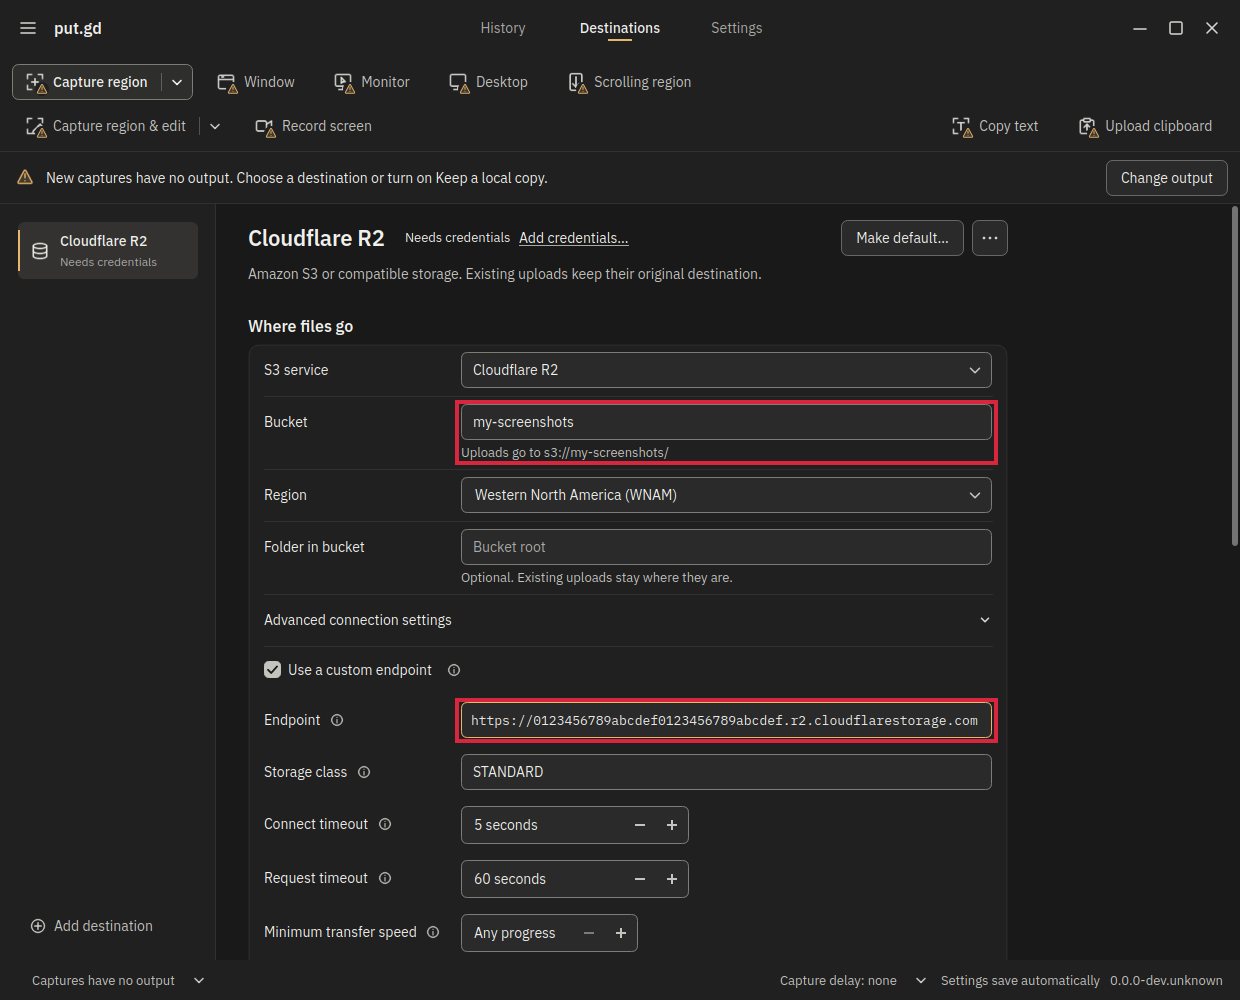 put.gd
History
Destinations
Settings
Capture region
Window
Monitor
Desktop
Scrolling region
Capture region & edit
Record screen
Copy text
Upload clipboard
New captures have no output. Choose a destination or turn on Keep a local copy.
Change output
Cloudflare R2
Needs credentials
Cloudflare R2
Needs credentials
Add credentials...
Make default...
Amazon S3 or compatible storage. Existing uploads keep their original destination.
Where files go
S3 service
Cloudflare R2
Bucket
my-screenshots
Uploads go to s3://my-screenshots/
Region
Western North America (WNAM)
Folder in bucket
Bucket root
Optional. Existing uploads stay where they are.
Advanced connection settings
Use a custom endpoint
Endpoint
https://0123456789abcdef0123456789abcdef.r2.cloudflarestorage.com
Storage class
STANDARD
Connect timeout
5 seconds
Request timeout
60 seconds
Minimum transfer speed
Any progress
Add destination
Captures have no output
Capture delay: none
Settings save automatically
0.0.0-dev.unknown